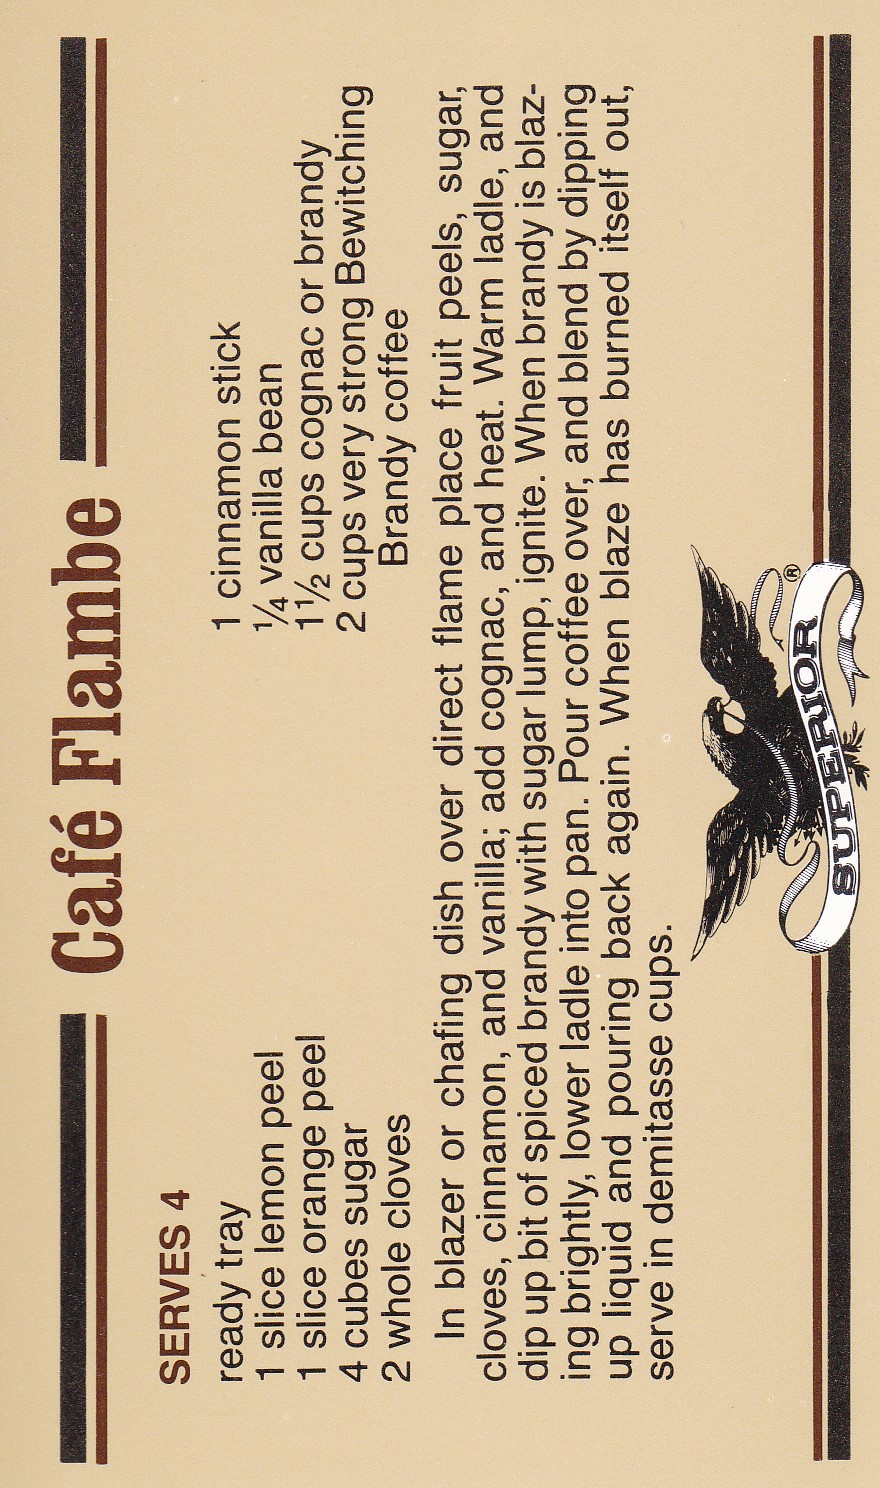 Café Flambe
SERVES 4
ready tray
1 slice lemon peel
1 slice orange peel
4 cubes sugar
2 whole cloves
1 cinnamon stick
¼ vanilla bean
1½ cups cognac or brandy
2 cups very strong Bewitching
Brandy coffee
In blazer or chafing dish over direct flame place fruit peels, sugar,
cloves, cinnamon, and vanilla; add cognac, and heat. Warm ladle, and
dip up bit of spiced brandy with sugar lump, ignite. When brandy is blaz-
ing brightly, lower ladle into pan. Pour coffee over, and blend by dipping
up liquid and pouring back again. When blaze has burned itself out,
serve in demitasse cups.
SUPERIOR ®